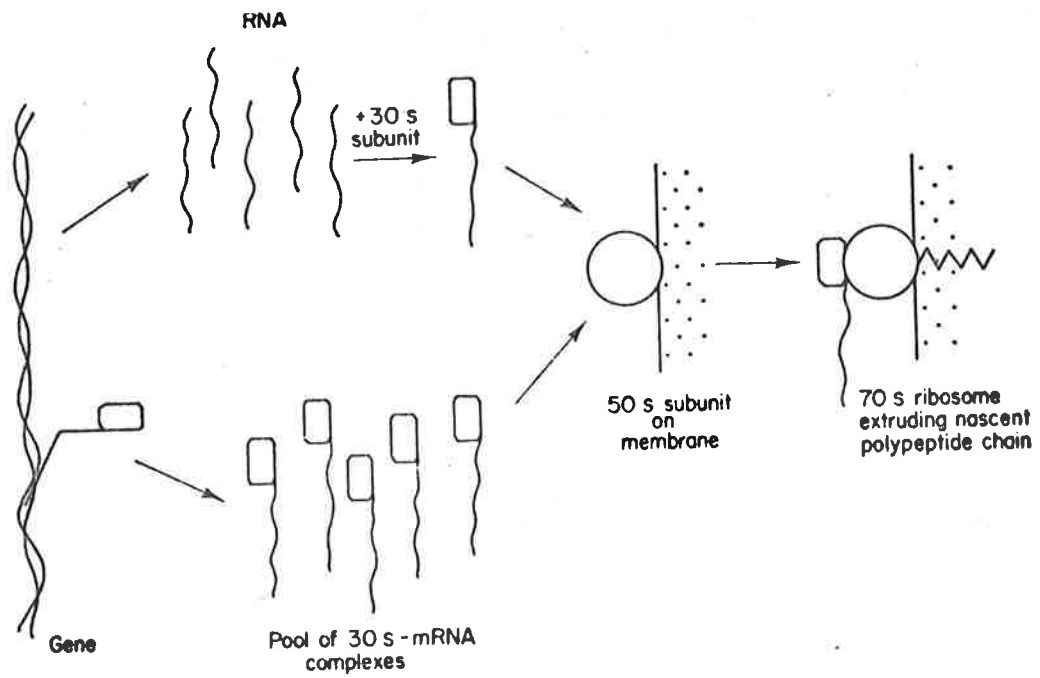 RNA
+30 s
subunit
50 s subunit
on
membrane
70 s ribosome
extruding nascent
polypeptide chain
Gene
Pool of 30 s-mRNA
complexes